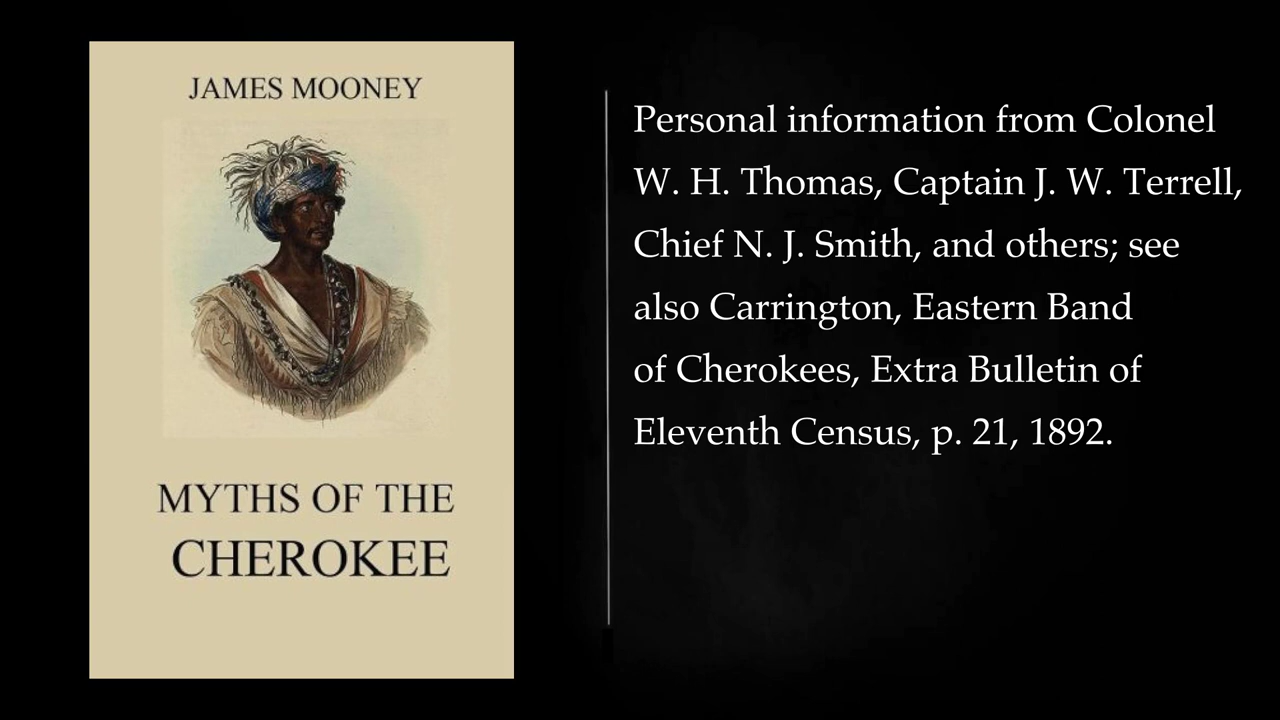 JAMES MOONEY
MYTHS OF THE
CHEROKEE
Personal information from Colonel
W. H. Thomas, Captain J. W. Terrell,
Chief N. J. Smith, and others; see
also Carrington, Eastern Band
of Cherokees, Extra Bulletin of
Eleventh Census, p. 21, 1892.